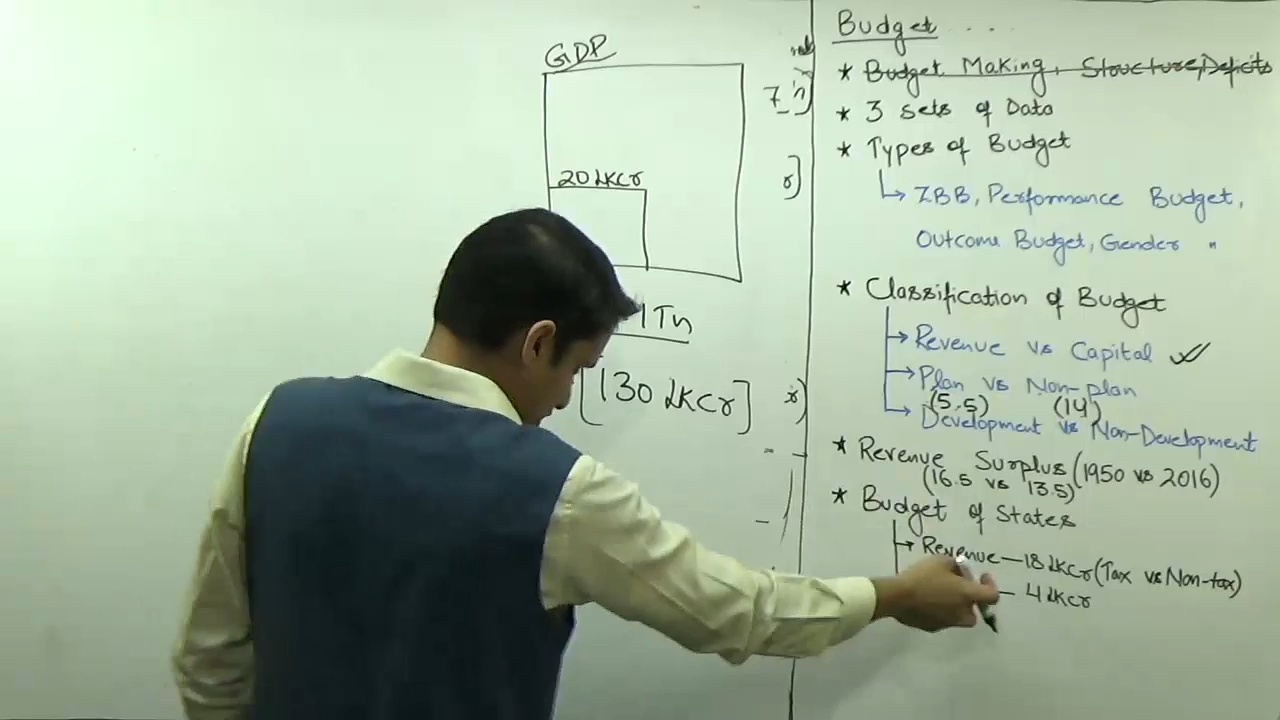 GDP
20 LKCr
1 Tn
[130 LKCr]
Budget ....
* Budget Making, Structure, Deficits
* 3 Sets of Data
* Types of Budget
ZBB, Performance Budget,
Outcome Budget, Gender "
* Classification of Budget
Revenue vs Capital
Plan vs Non-plan
(5.5) (14)
Development vs Non-Development
* Revenue Surplus (1950 vs 2016)
(16.5 vs 13.5)
* Budget of States
Revenue — 18 LKCr (Tax vs Non-tax)
— 4 LKCr